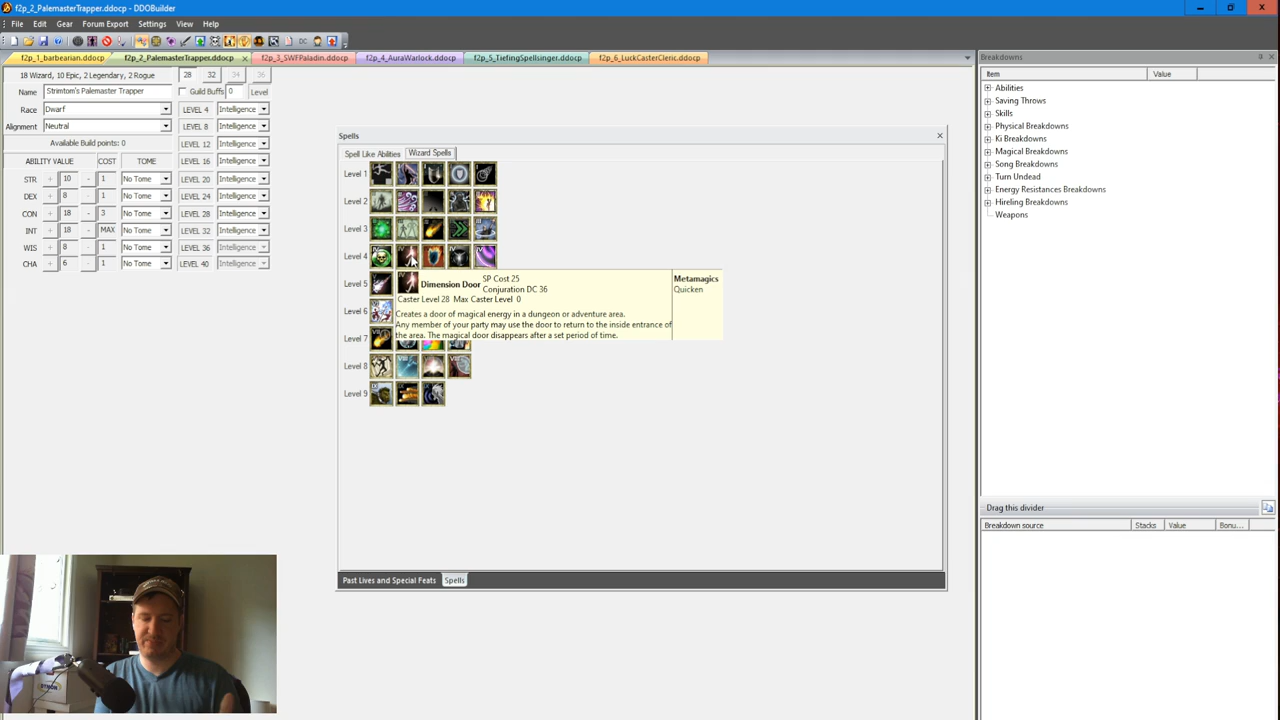 f2p_2_PalemasterTrapper.ddocp - DDOBuilder
File Edit Gear Forum Export Settings View Help
f2p_1_barbearian.ddocp f2p_2_PalemasterTrapper.ddocp f2p_3_SWFPaladin.ddocp f2p_4_AuraWarlock.ddocp f2p_5_TieflingSpellsinger.ddocp f2p_6_LuckCasterCleric.ddocp
Breakdowns
18 Wizard, 10 Epic, 2 Legendary, 2 Rogue 28 32 34 36
Item Value
Name Strimtom's Palemaster Trapper Guild Buffs 0 Level
Abilities
Saving Throws
Race Dwarf LEVEL 4 Intelligence
Skills
Alignment Neutral LEVEL 8 Intelligence
Physical Breakdowns
Available Build points: 0 LEVEL 12 Intelligence
Ki Breakdowns
Magical Breakdowns
ABILITY VALUE COST TOME LEVEL 16 Intelligence
Song Breakdowns
STR + 10 - 1 No Tome LEVEL 20 Intelligence
Turn Undead
DEX + 8 - 1 No Tome LEVEL 24 Intelligence
Energy Resistances Breakdowns
CON + 18 - 3 No Tome LEVEL 28 Intelligence
Hireling Breakdowns
INT + 18 - MAX No Tome LEVEL 32 Intelligence
Weapons
WIS + 8 - 1 No Tome LEVEL 36 Intelligence
CHA + 6 - 1 No Tome LEVEL 40 Intelligence
Spells
Spell Like Abilities Wizard Spells
Level 1
Level 2
Level 3
Level 4
Level 5
Level 6
Level 7
Level 8
Level 9
Dimension Door SP Cost 25
Conjuration DC 36
Caster Level 28 Max Caster Level 0
Creates a door of magical energy in a dungeon or adventure area.
Any member of your party may use the door to return to the inside entrance of
the area. The magical door disappears after a set period of time.
Metamagics
Quicken
Past Lives and Special Feats Spells
Drag this divider
Breakdown source Stacks Value Bonu...